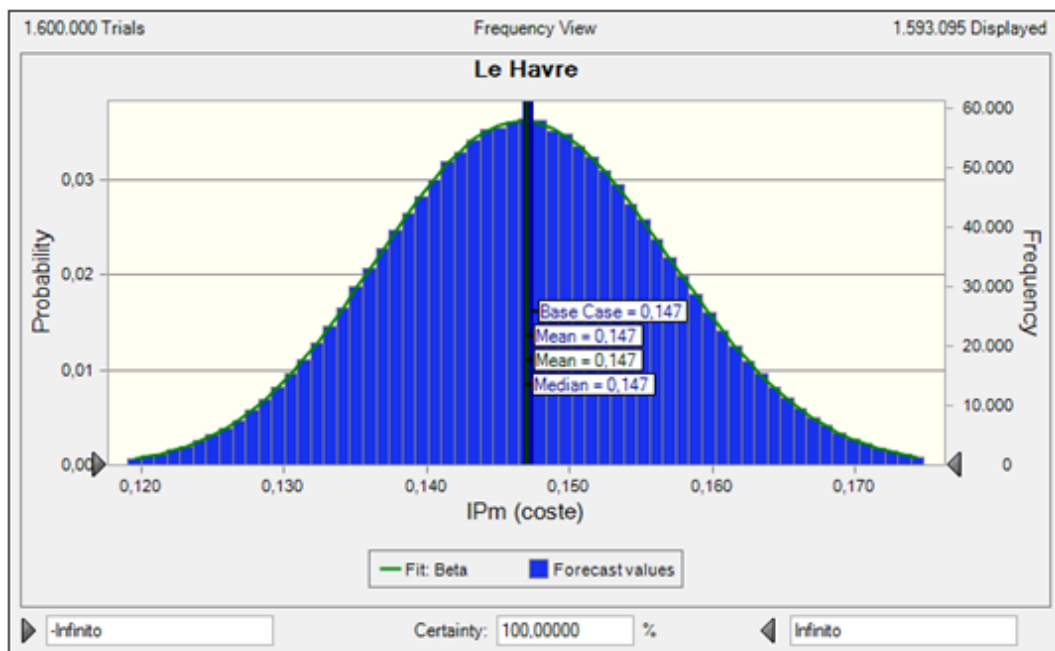 1.600.000 Trials Frequency View 1.593.095 Displayed
Le Havre
60.000
50.000
0,03
40.000
Probability
Frequency
0,02
30.000
Base Case = 0,147
Mean = 0,147
20.000
Mean = 0,147
0,01
Median = 0,147
10.000
0,00
0
0,120 0,130 0,140 0,150 0,160 0,170
IPm (coste)
Fit: Beta Forecast values
-Infinito Certainty: 100,00000 % Infinito